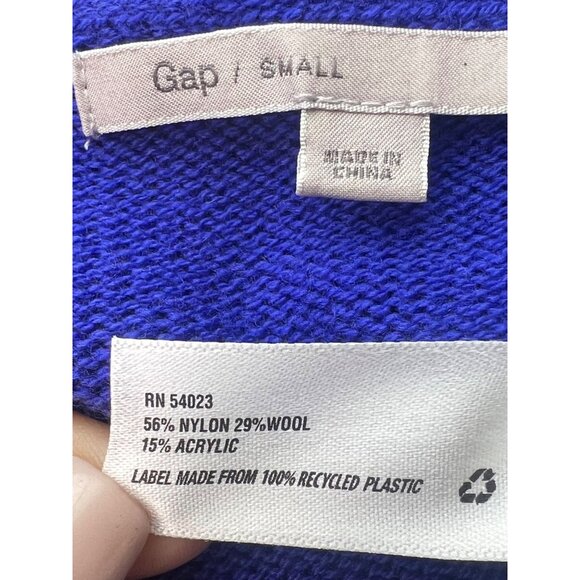 Gap / SMALL
MADE IN
CHINA
RN 54023
56% NYLON 29%WOOL
15% ACRYLIC
LABEL MADE FROM 100% RECYCLED PLASTIC